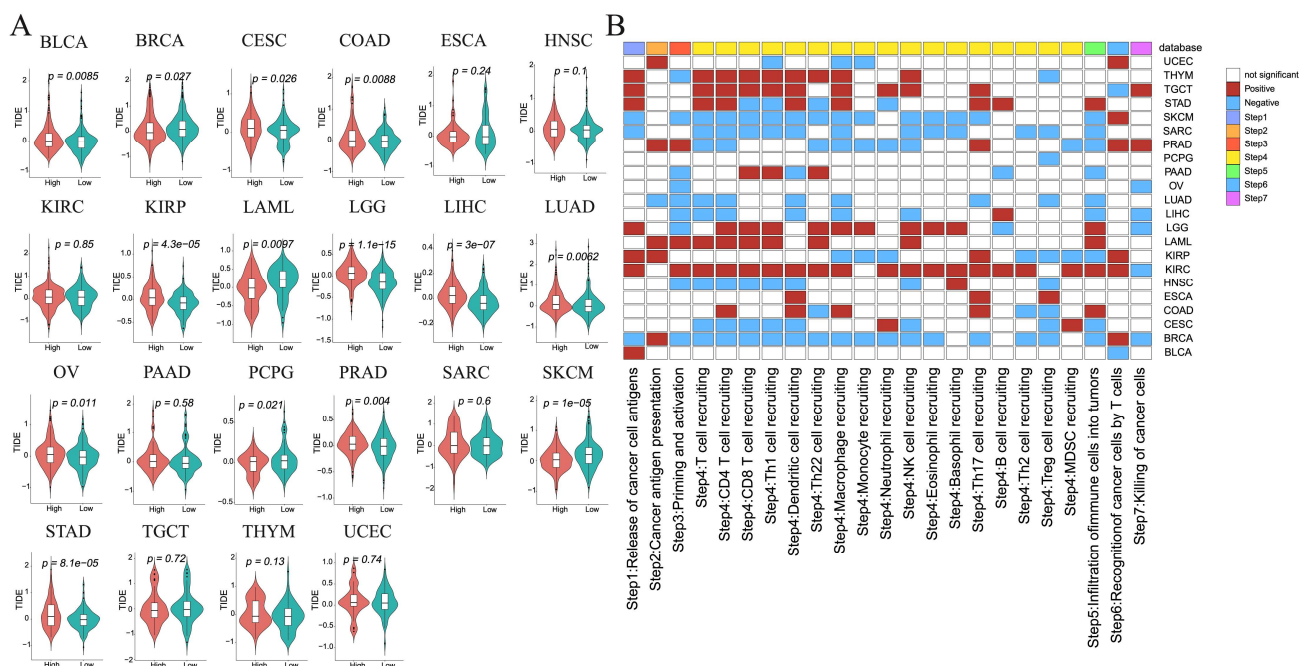 A
B
BLCA
BRCA
CESC
COAD
ESCA
HNSC
p = 0.0085
p = 0.027
p = 0.026
p = 0.0088
p = 0.24
p = 0.1
TIDE
High Low
KIRC
KIRP
LAML
LGG
LIHC
LUAD
p = 0.85
p = 4.3e−05
p = 0.0097
p = 1.1e−15
p = 3e−07
p = 0.0062
TIDE
High Low
OV
PAAD
PCPG
PRAD
SARC
SKCM
p = 0.011
p = 0.58
p = 0.021
p = 0.004
p = 0.6
p = 1e−05
TIDE
High Low
STAD
TGCT
THYM
UCEC
p = 8.1e−05
p = 0.72
p = 0.13
p = 0.74
TIDE
High Low
database
UCEC
THYM
TGCT
STAD
SKCM
SARC
PRAD
PCPG
PAAD
OV
LUAD
LIHC
LGG
LAML
KIRP
KIRC
HNSC
ESCA
COAD
CESC
BRCA
BLCA
Step1:Release of cancer cell antigens
Step2:Cancer antigen presentation
Step3:Priming and activation
Step4:T cell recruiting
Step4:CD4 T cell recruiting
Step4:CD8 T cell recruiting
Step4:Th1 cell recruiting
Step4:Dendritic cell recruiting
Step4:Th22 cell recruiting
Step4:Macrophage recruiting
Step4:Monocyte recruiting
Step4:Neutrophil recruiting
Step4:NK cell recruiting
Step4:Eosinophil recruiting
Step4:Basophil recruiting
Step4:Th17 cell recruiting
Step4:B cell recruiting
Step4:Th2 cell recruiting
Step4:Treg cell recruiting
Step4:MDSC recruiting
Step5:Infiltration ofimmune cells into tumors
Step6:Recognitionof cancer cells by T cells
Step7:Killing of cancer cells
not significant
Positive
Negative
Step1
Step2
Step3
Step4
Step5
Step6
Step7